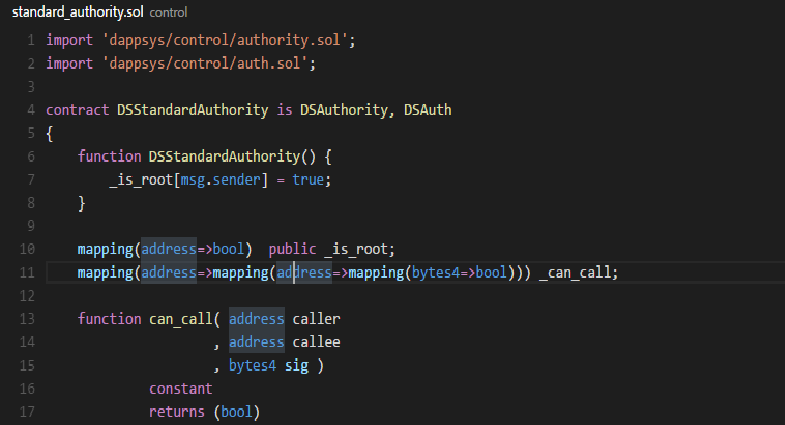 standard_authority.sol control
1 import 'dappsys/control/authority.sol';
2 import 'dappsys/control/auth.sol';
3
4 contract DSStandardAuthority is DSAuthority, DSAuth
5 {
6     function DSStandardAuthority() {
7         _is_root[msg.sender] = true;
8     }
9
10     mapping(address=>bool)  public _is_root;
11     mapping(address=>mapping(address=>mapping(bytes4=>bool))) _can_call;
12
13     function can_call( address caller
14                      , address callee
15                      , bytes4 sig )
16              constant
17              returns (bool)